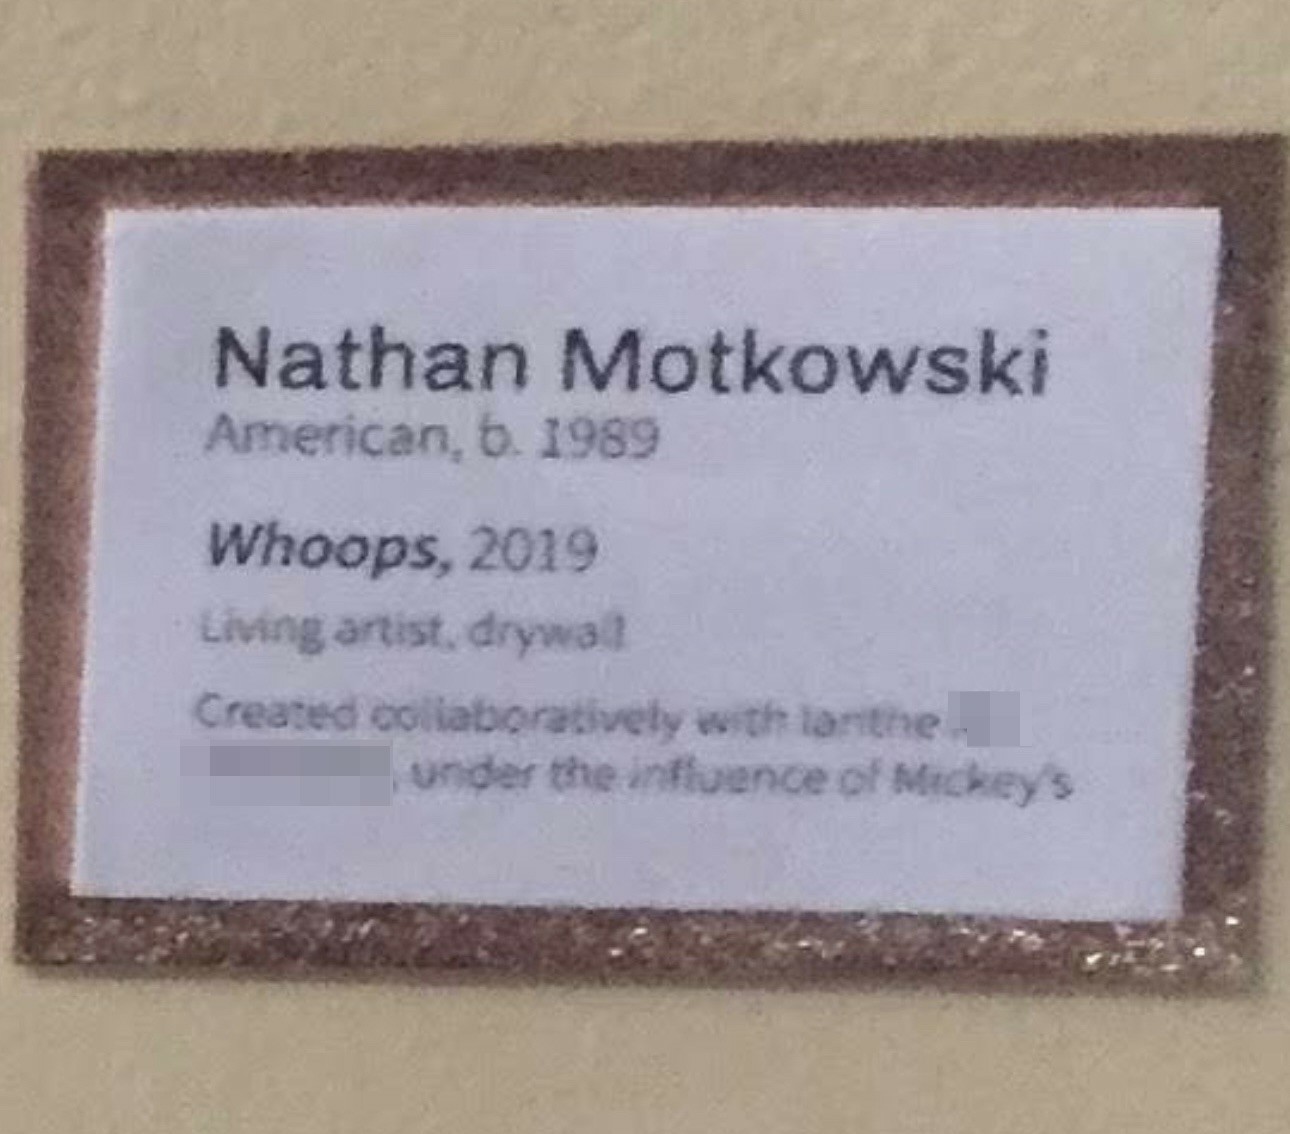 Nathan Motkowski
American, b. 1989
Whoops, 2019
Living artist, drywall
Created collaboratively with Ianthe
, under the influence of Mickey's